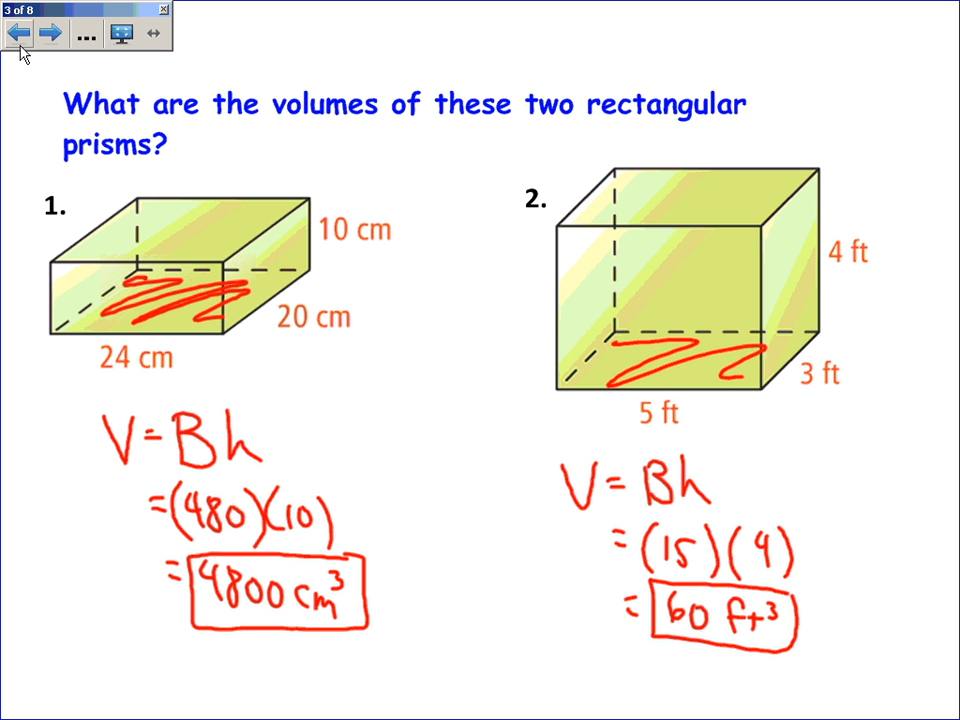 3 of 8
What are the volumes of these two rectangular
prisms?
1.
10 cm
20 cm
24 cm
V = Bh
= (480)(10)
= 4800 cm³
2.
4 ft
3 ft
5 ft
V = Bh
= (15)(4)
= 60 ft³